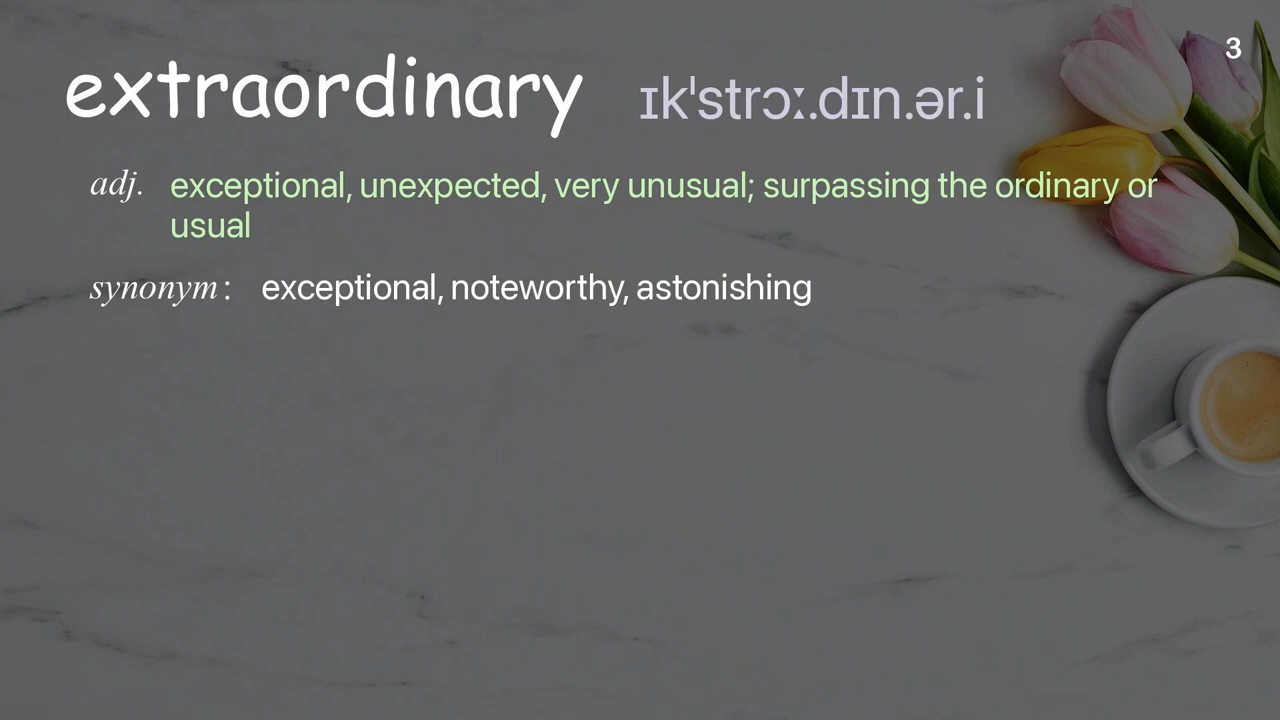 3
extraordinary ɪkˈstrɔː.dɪn.ər.i
adj. exceptional, unexpected, very unusual; surpassing the ordinary or
usual
synonym: exceptional, noteworthy, astonishing